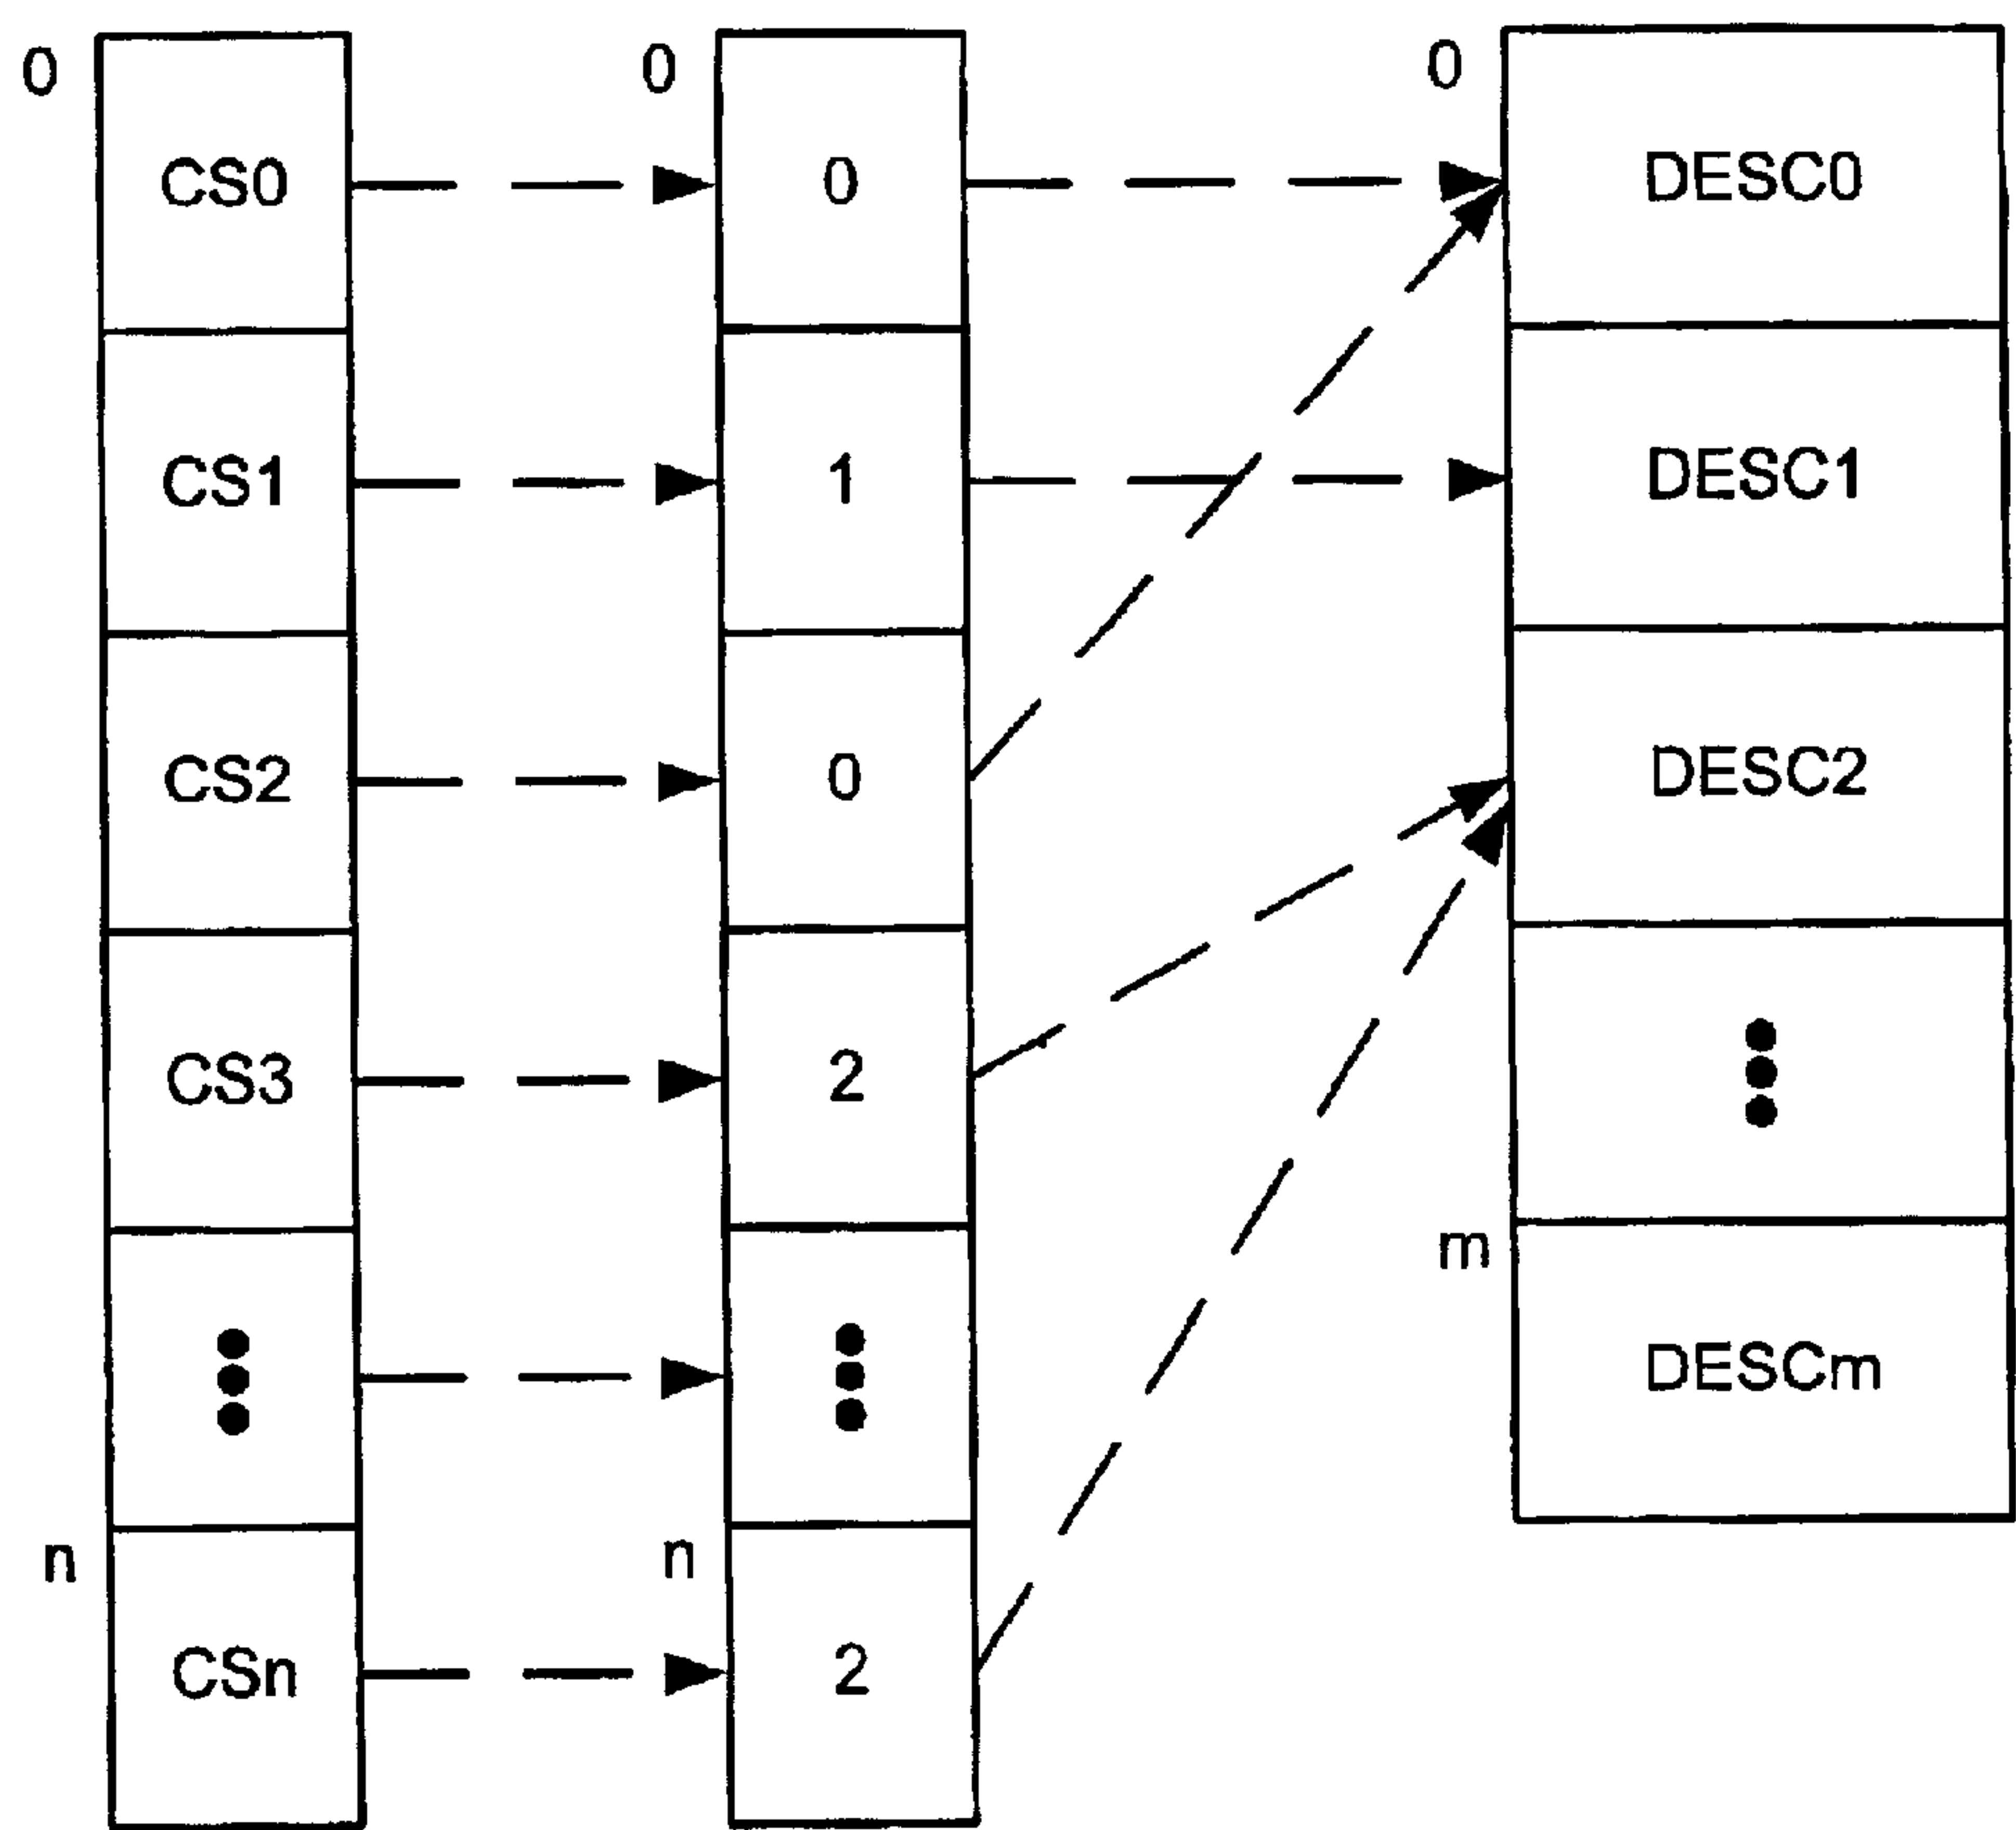 0 0 0
CS0 0 DESC0
CS1 1 DESC1
CS2 0 DESC2
CS3 2
m
DESCm
n n
CSn 2